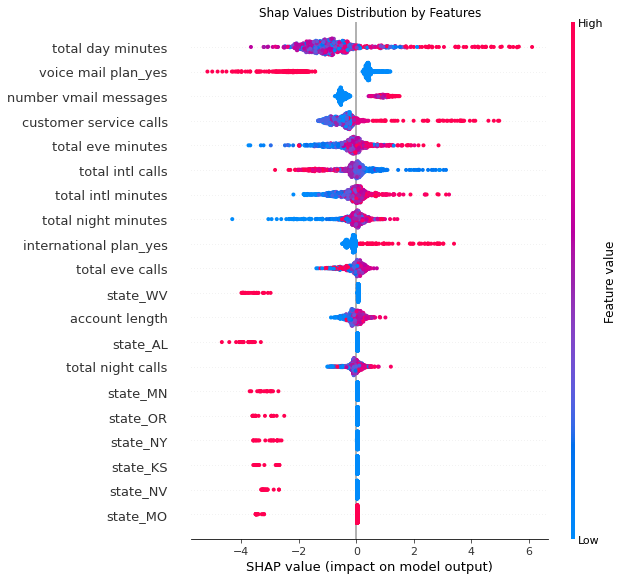 Shap Values Distribution by Features
High
total day minutes
voice mail plan_yes
number vmail messages
customer service calls
total eve minutes
total intl calls
total intl minutes
total night minutes
international plan_yes
total eve calls
state_WV
account length
state_AL
total night calls
state_MN
state_OR
state_NY
state_KS
state_NV
state_MO
Feature value
Low
−4 −2 0 2 4 6
SHAP value (impact on model output)